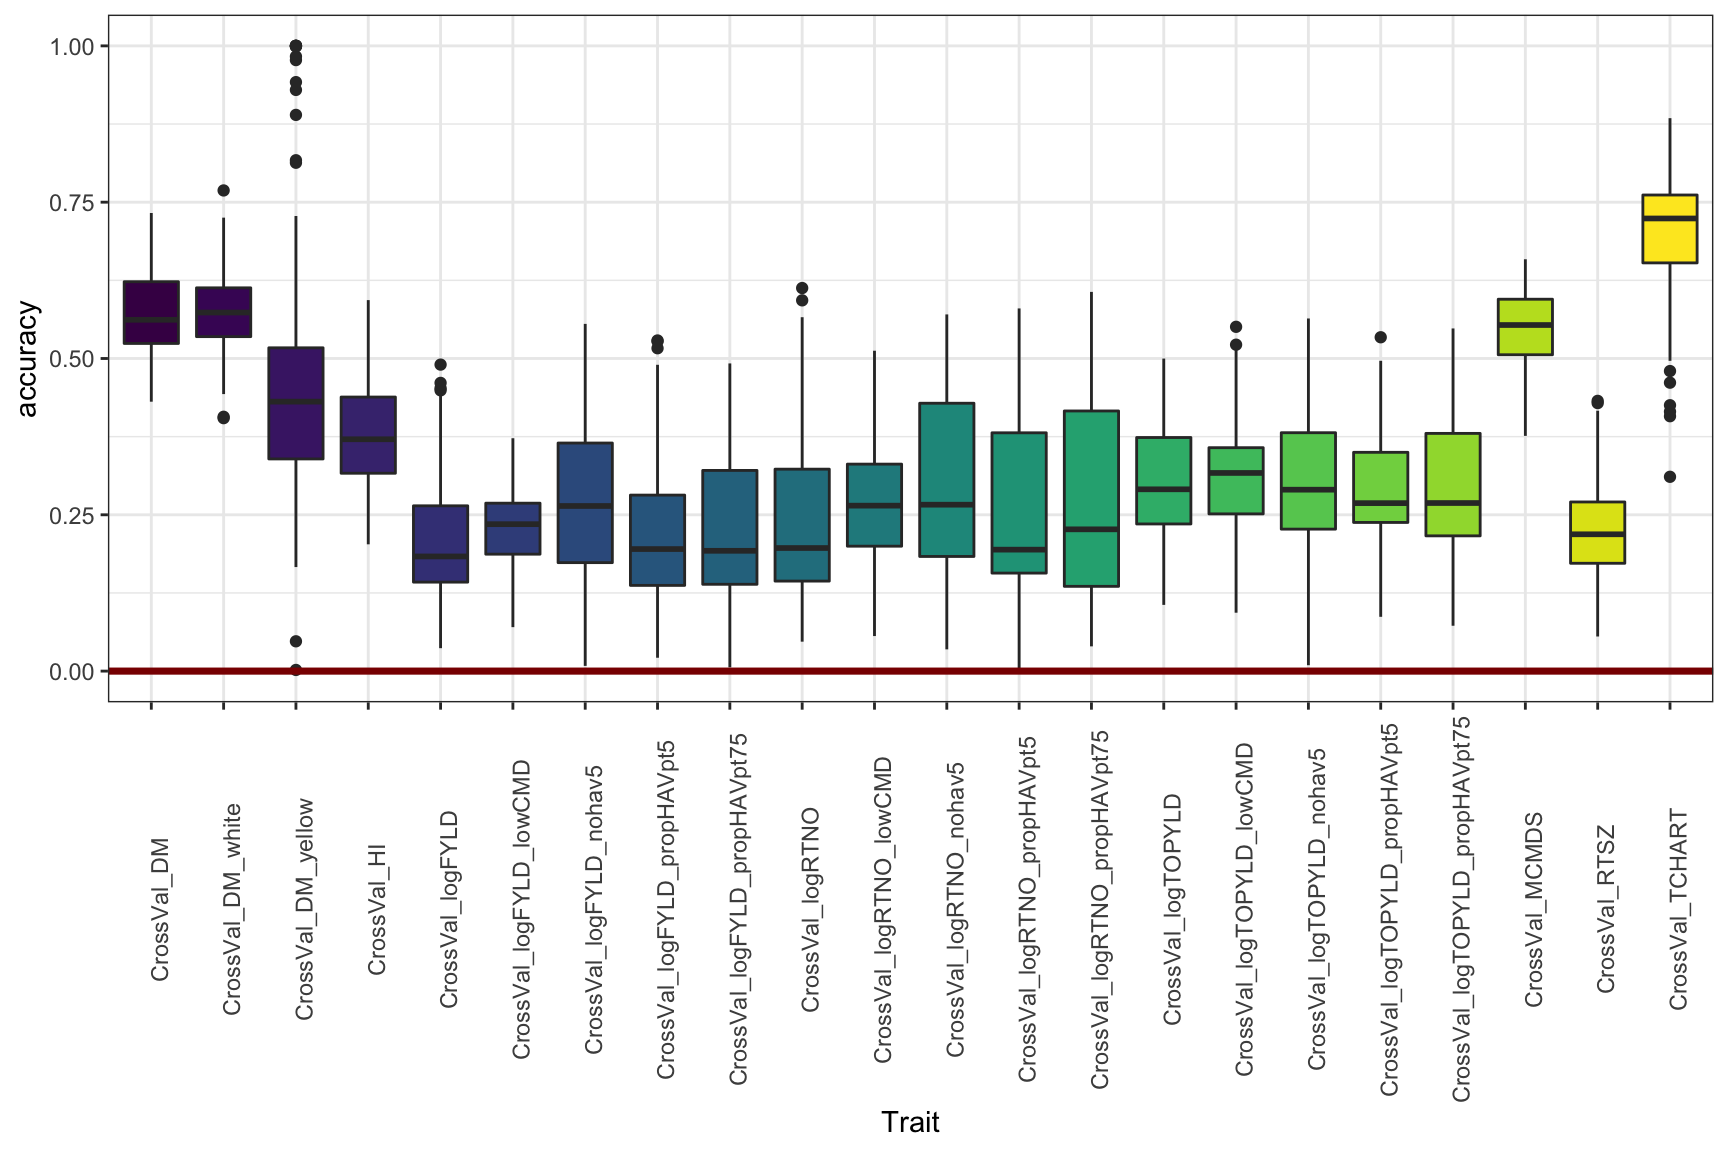 1.00
0.75
0.50
0.25
0.00
accuracy
CrossVal_DM
CrossVal_DM_white
CrossVal_DM_yellow
CrossVal_HI
CrossVal_logFYLD
CrossVal_logFYLD_lowCMD
CrossVal_logFYLD_nohav5
CrossVal_logFYLD_propHAVpt5
CrossVal_logFYLD_propHAVpt75
CrossVal_logRTNO
CrossVal_logRTNO_lowCMD
CrossVal_logRTNO_nohav5
CrossVal_logRTNO_propHAVpt5
CrossVal_logRTNO_propHAVpt75
CrossVal_logTOPYLD
CrossVal_logTOPYLD_lowCMD
CrossVal_logTOPYLD_nohav5
CrossVal_logTOPYLD_propHAVpt5
CrossVal_logTOPYLD_propHAVpt75
CrossVal_MCMDS
CrossVal_RTSZ
CrossVal_TCHART
Trait